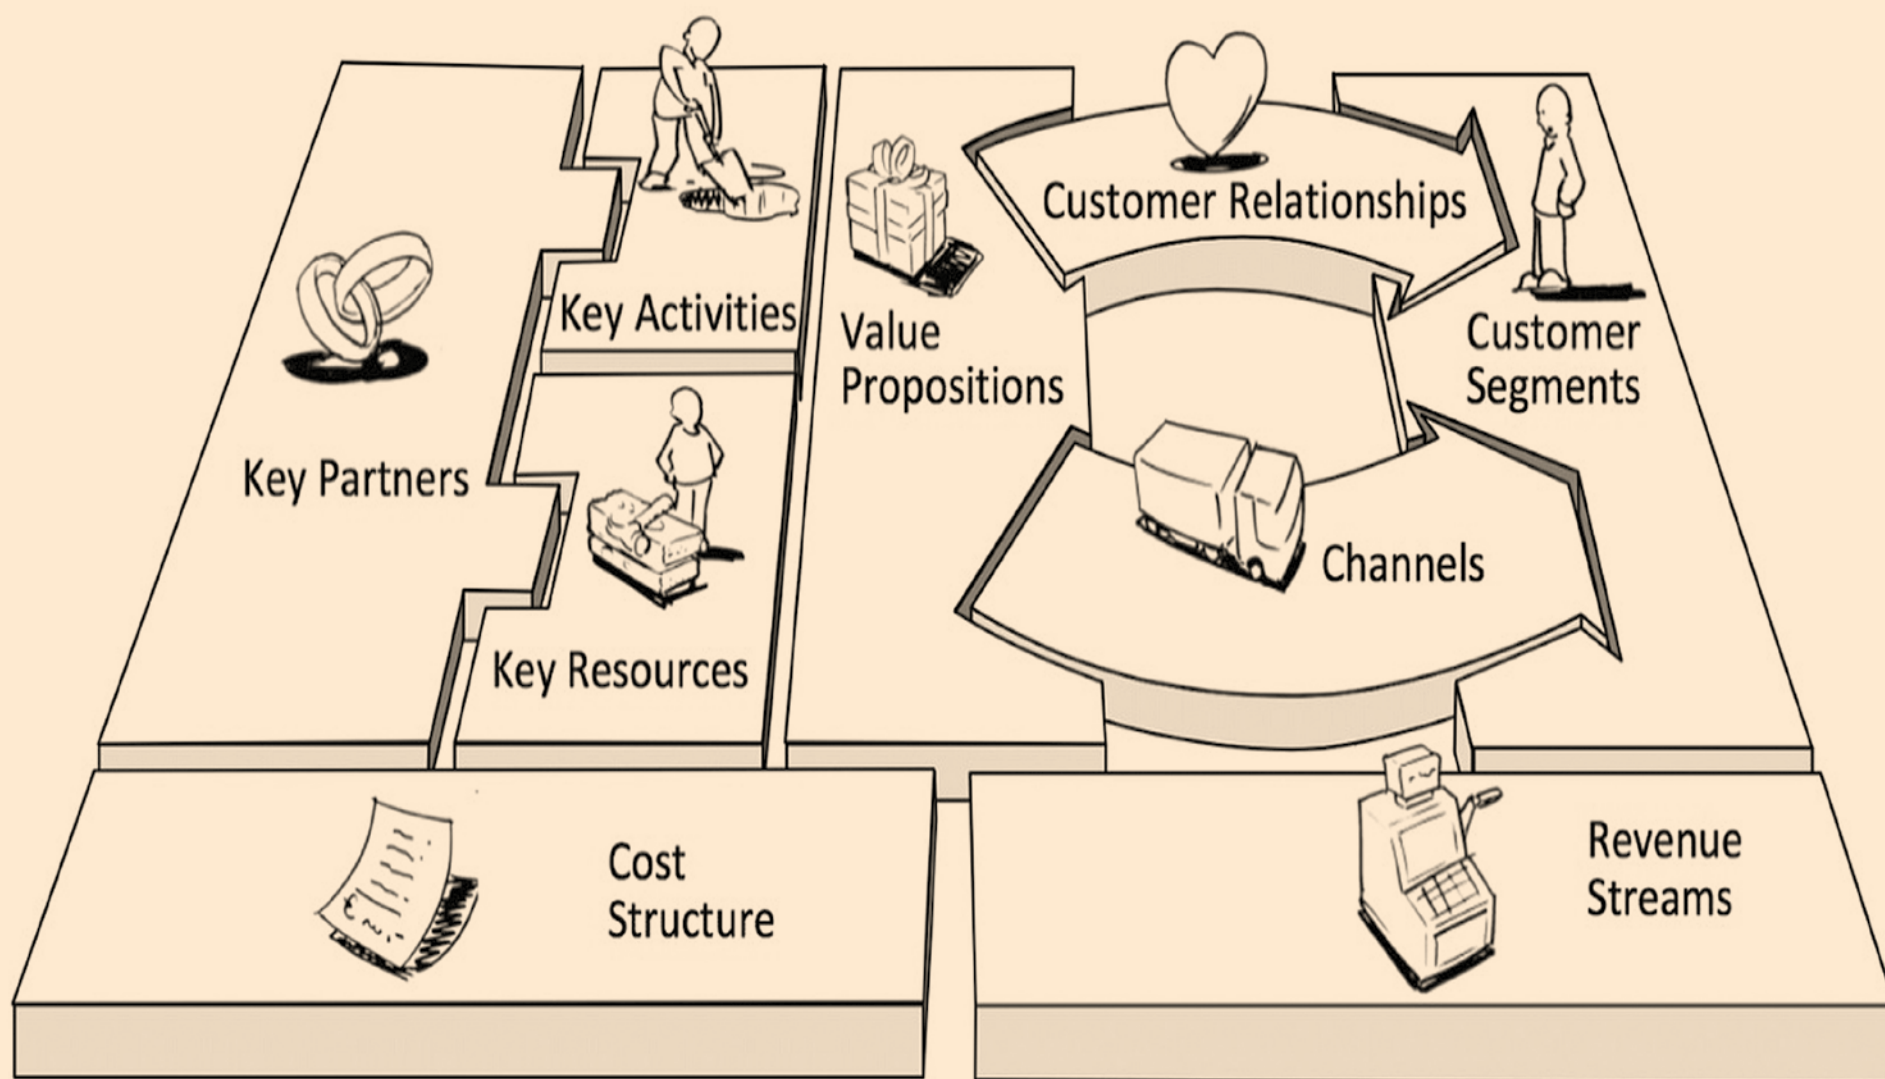 Customer Relationships
Key Activities
Value
Propositions
Customer
Segments
Key Partners
Channels
Key Resources
Cost
Structure
Revenue
Streams